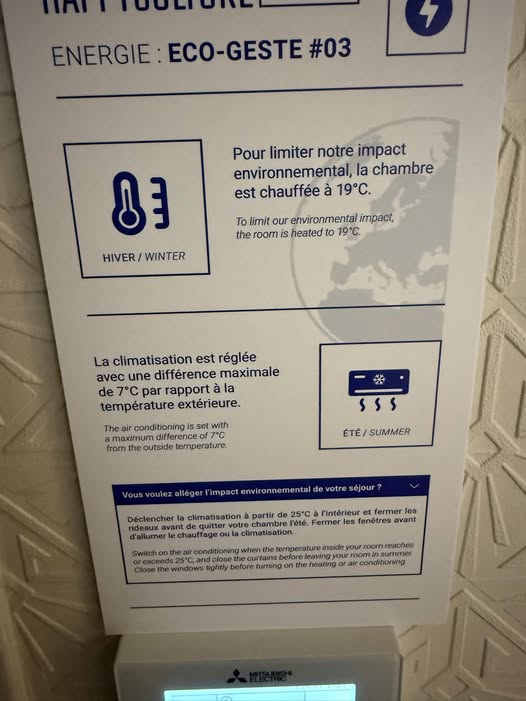 HAPPYCULTURE
ENERGIE : ECO-GESTE #03
Pour limiter notre impact
environnemental, la chambre
est chauffée à 19°C.
To limit our environmental impact,
the room is heated to 19°C.
HIVER / WINTER
La climatisation est réglée
avec une différence maximale
de 7°C par rapport à la
température extérieure.
The air conditioning is set with
a maximum difference of 7°C
from the outside temperature.
ÉTÉ / SUMMER
Vous voulez alléger l'impact environnemental de votre séjour ?
Déclencher la climatisation à partir de 25°C à l'intérieur et fermer les
rideaux avant de quitter votre chambre l'été. Fermer les fenêtres avant
d'allumer le chauffage ou la climatisation.
Switch on the air conditioning when the temperature inside your room reaches
or exceeds 25°C, and close the curtains before leaving your room in summer.
Close the windows tightly before turning on the heating or air conditioning.
MITSUBISHI
ELECTRIC